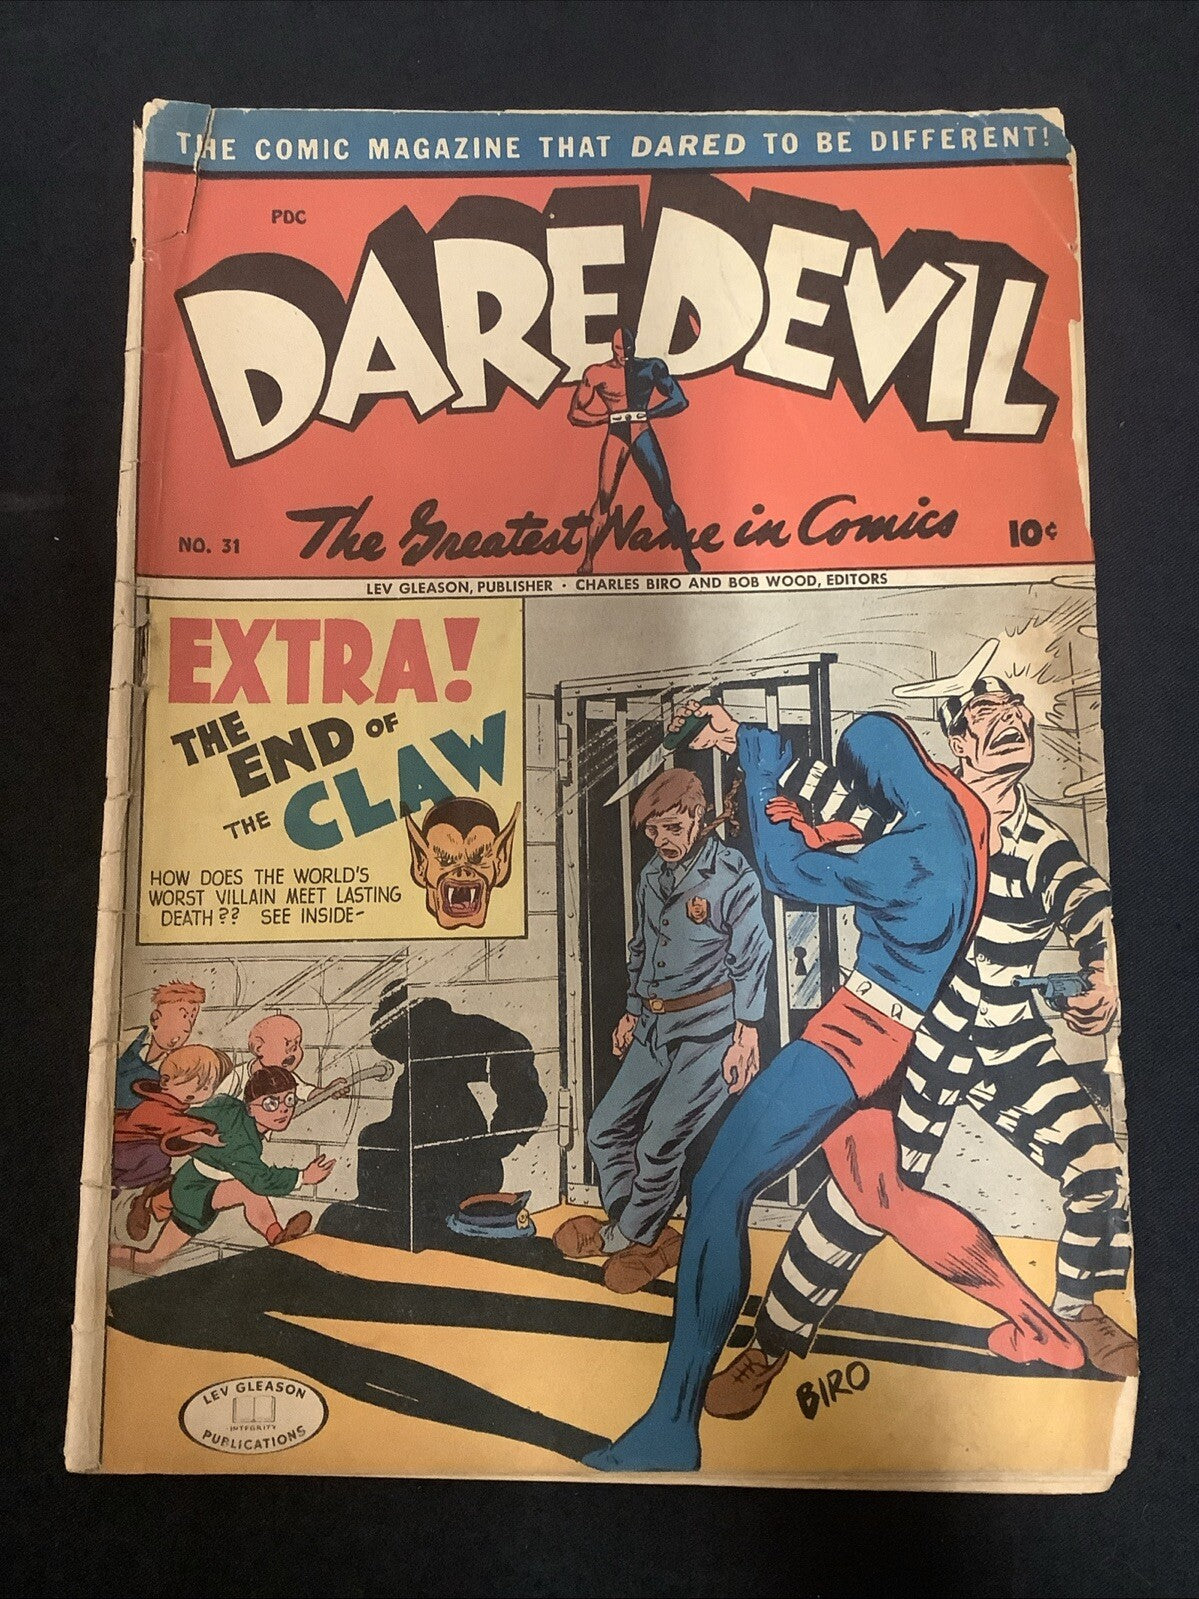 THE COMIC MAGAZINE THAT DARED TO BE DIFFERENT!
PDC
DAREDEVIL
The Greatest Name in Comics
NO. 31
10¢
LEV GLEASON, PUBLISHER · CHARLES BIRO AND BOB WOOD, EDITORS
EXTRA!
THE END OF
THE CLAW
HOW DOES THE WORLD'S
WORST VILLAIN MEET LASTING
DEATH?? SEE INSIDE-
BIRO
LEV GLEASON
INTEGRITY
PUBLICATIONS